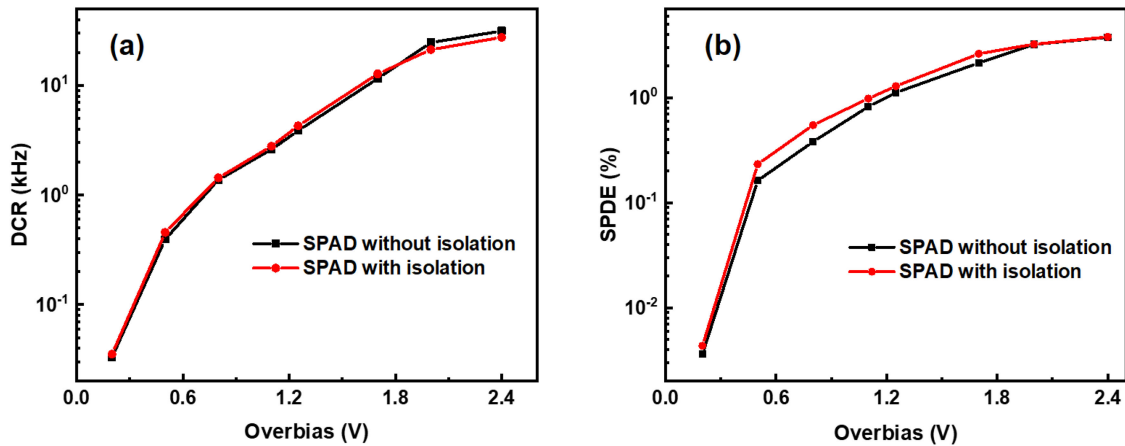 (a)
DCR (kHz)
10^1
10^0
10^-1
SPAD without isolation
SPAD with isolation
0.0 0.6 1.2 1.8 2.4
Overbias (V)
(b)
SPDE (%)
10^0
10^-1
10^-2
SPAD without isolation
SPAD with isolation
0.0 0.6 1.2 1.8 2.4
Overbias (V)